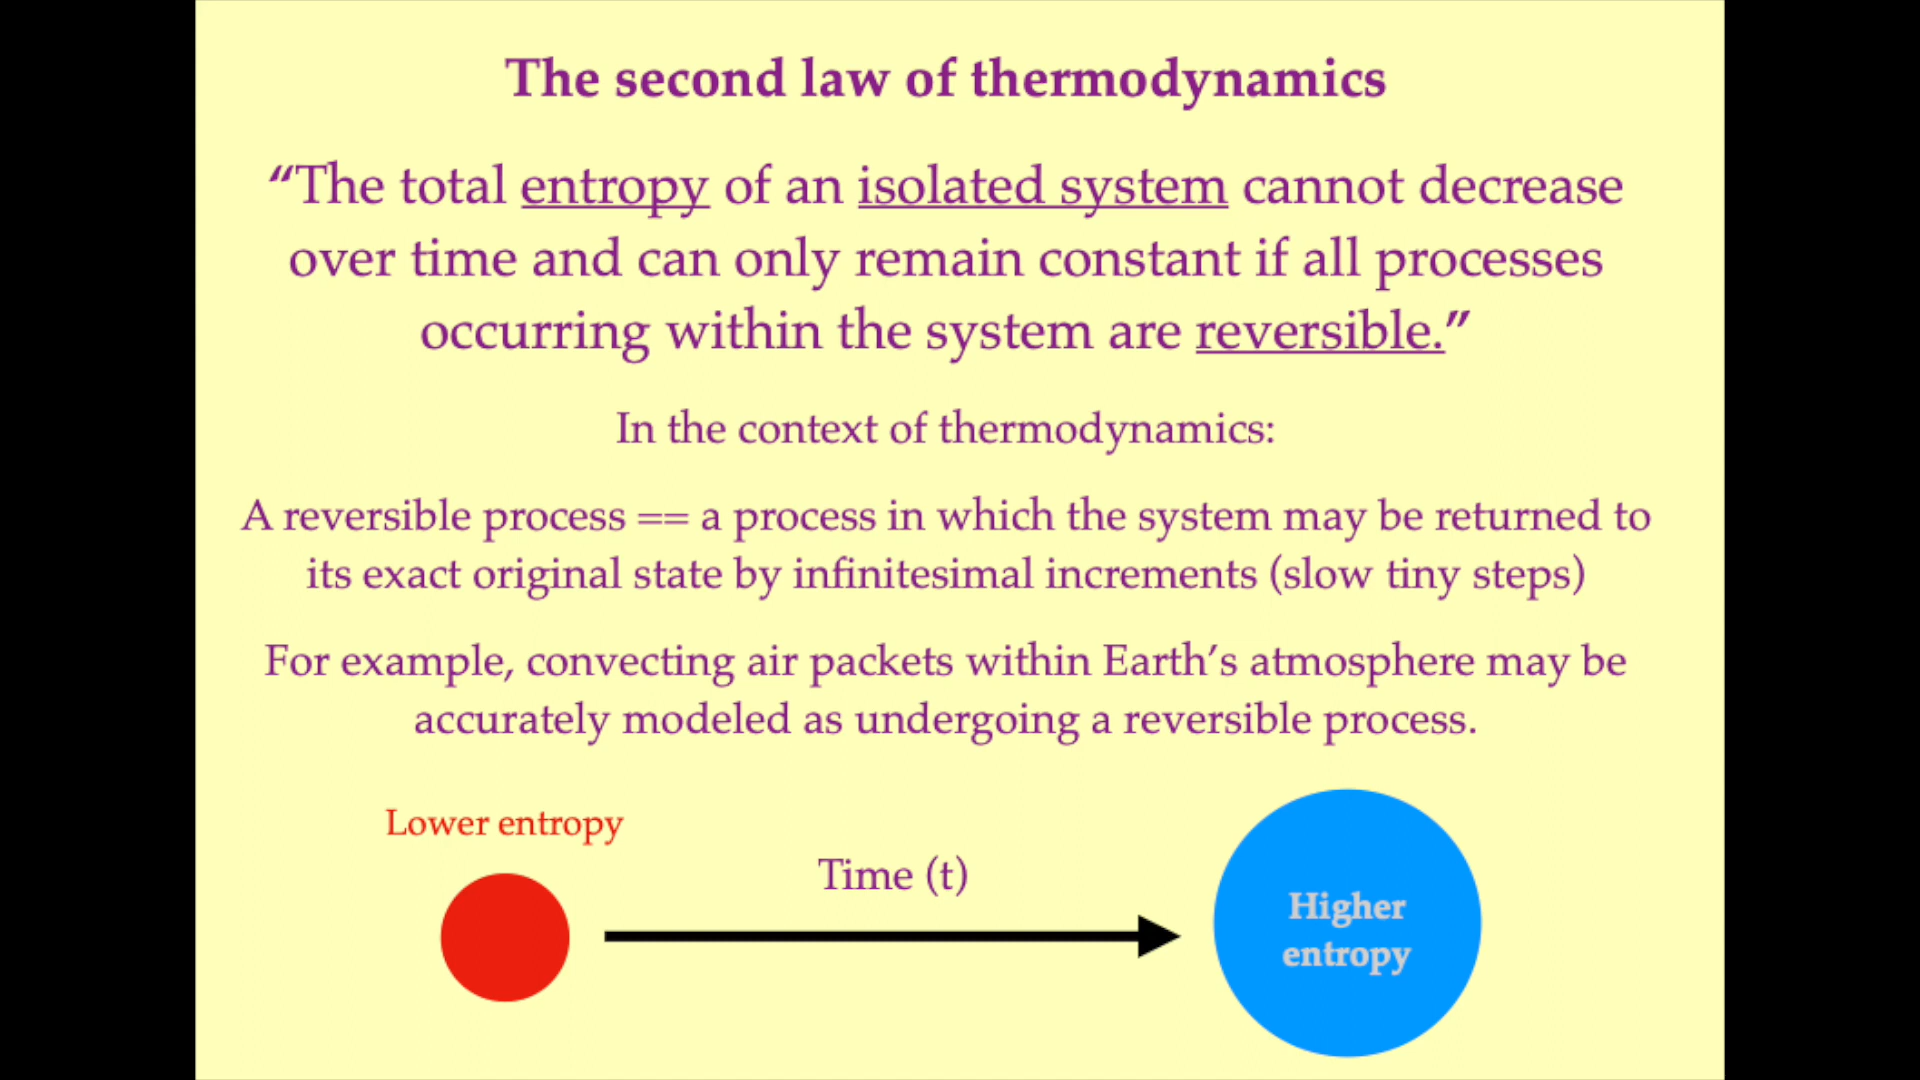 The second law of thermodynamics
“The total entropy of an isolated system cannot decrease
over time and can only remain constant if all processes
occurring within the system are reversible.”
In the context of thermodynamics:
A reversible process == a process in which the system may be returned to
its exact original state by infinitesimal increments (slow tiny steps)
For example, convecting air packets within Earth’s atmosphere may be
accurately modeled as undergoing a reversible process.
Lower entropy
Time (t)
Higher
entropy